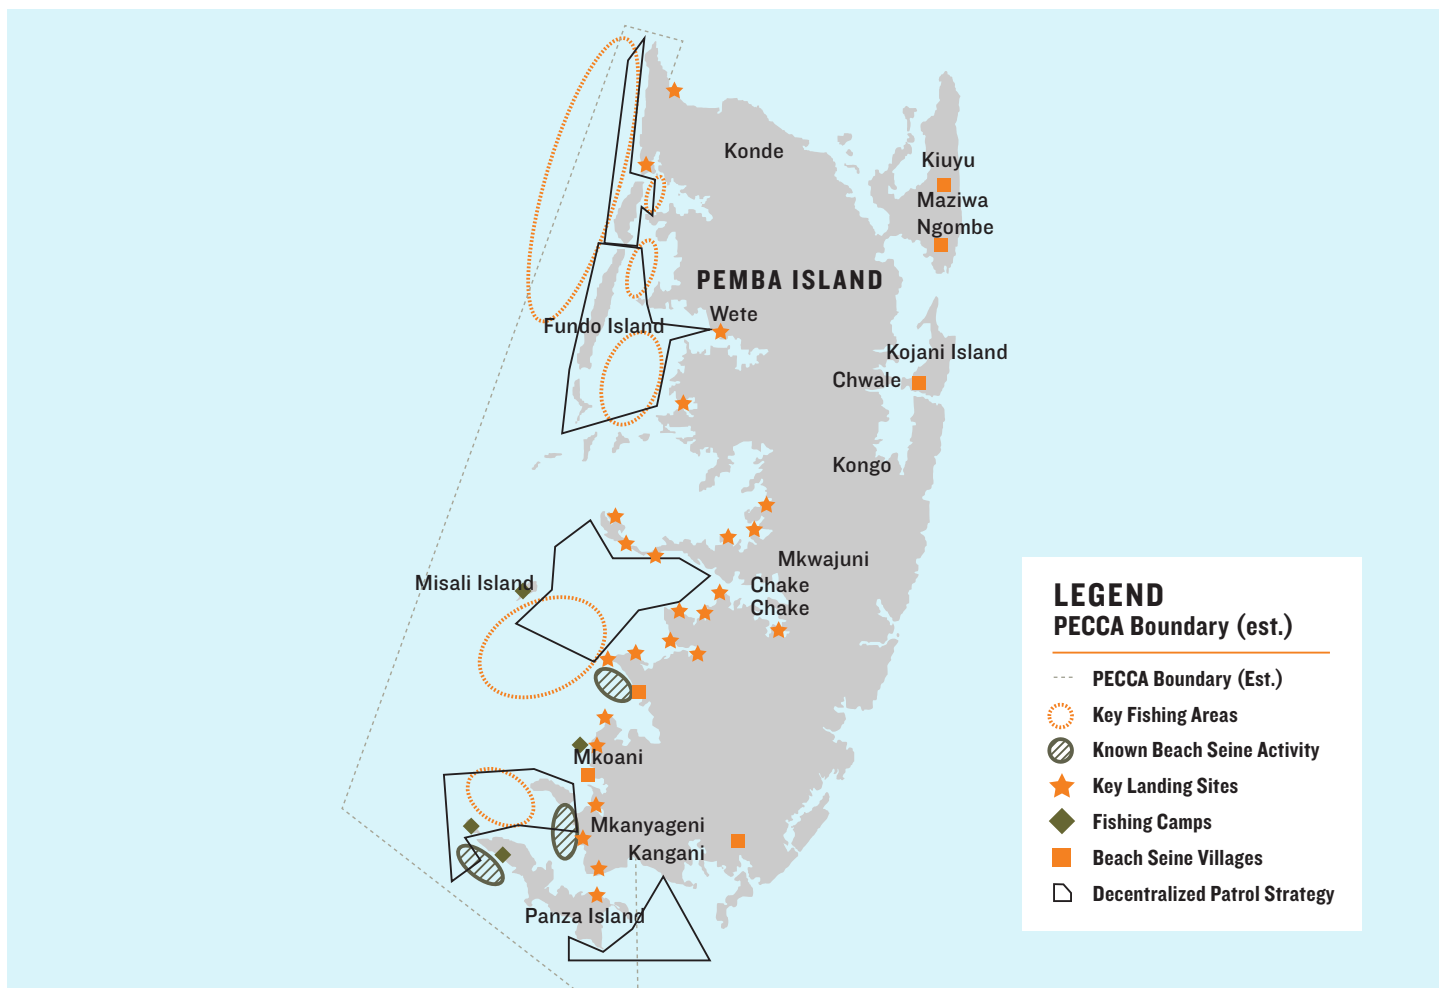 Konde
Kiuyu
Maziwa
Ngombe
PEMBA ISLAND
Wete
Fundo Island
Kojani Island
Chwale
Kongo
Mkwajuni
Misali Island
Chake
Chake
Mkoani
Mkanyageni
Kangani
Panza Island
LEGEND
PECCA Boundary (est.)
PECCA Boundary (Est.)
Key Fishing Areas
Known Beach Seine Activity
Key Landing Sites
Fishing Camps
Beach Seine Villages
Decentralized Patrol Strategy